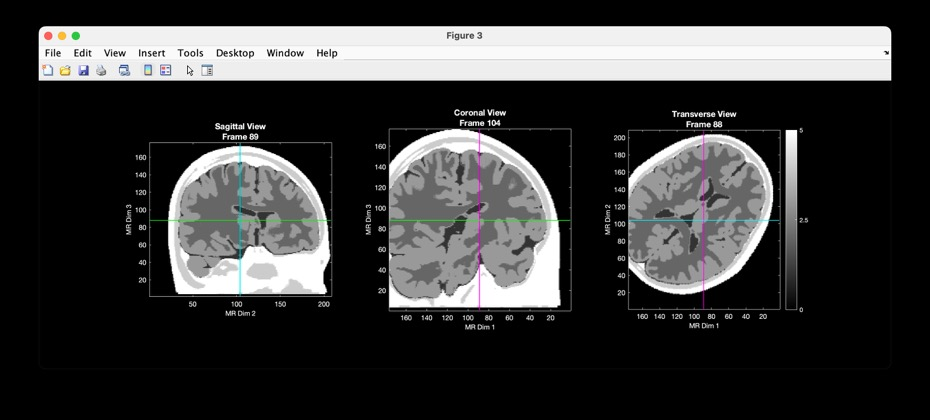 Figure 3
File Edit View Insert Tools Desktop Window Help
Sagittal View
Frame 89
160
140
120
100
80
60
40
20
MR Dim 3
50 100 150 200
MR Dim 2
Coronal View
Frame 104
160
140
120
100
80
60
40
20
MR Dim 3
160 140 120 100 80 60 40 20
MR Dim 1
Transverse View
Frame 88
200
180
160
140
120
100
80
60
40
20
MR Dim 2
160 140 120 100 80 60 40 20
MR Dim 1
5
2.5
0